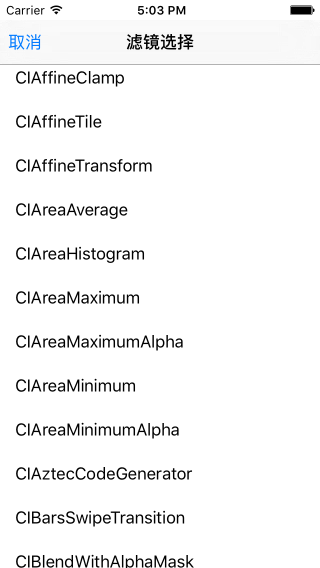 Carrier 5:03 PM
取消 滤镜选择
CIAffineClamp
CIAffineTile
CIAffineTransform
CIAreaAverage
CIAreaHistogram
CIAreaMaximum
CIAreaMaximumAlpha
CIAreaMinimum
CIAreaMinimumAlpha
CIAztecCodeGenerator
CIBarsSwipeTransition
CIBlendWithAlphaMask